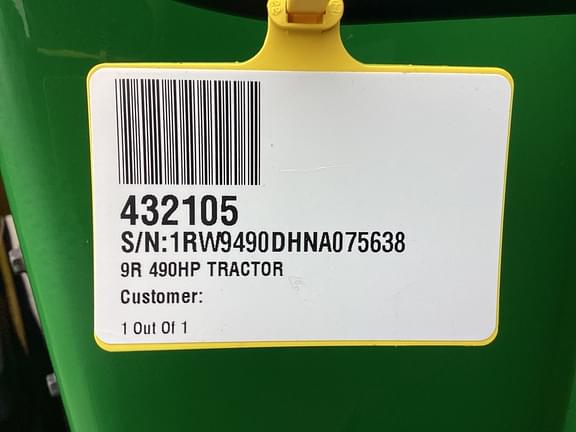 432105
S/N:1RW9490DHNA075638
9R 490HP TRACTOR
Customer:
1 Out Of 1